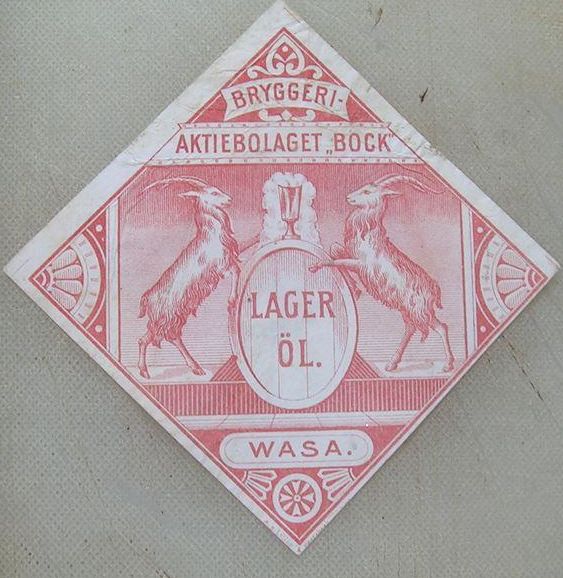 BRYGGERI-
AKTIEBOLAGET „BOCK"
LAGER
ÖL.
WASA.